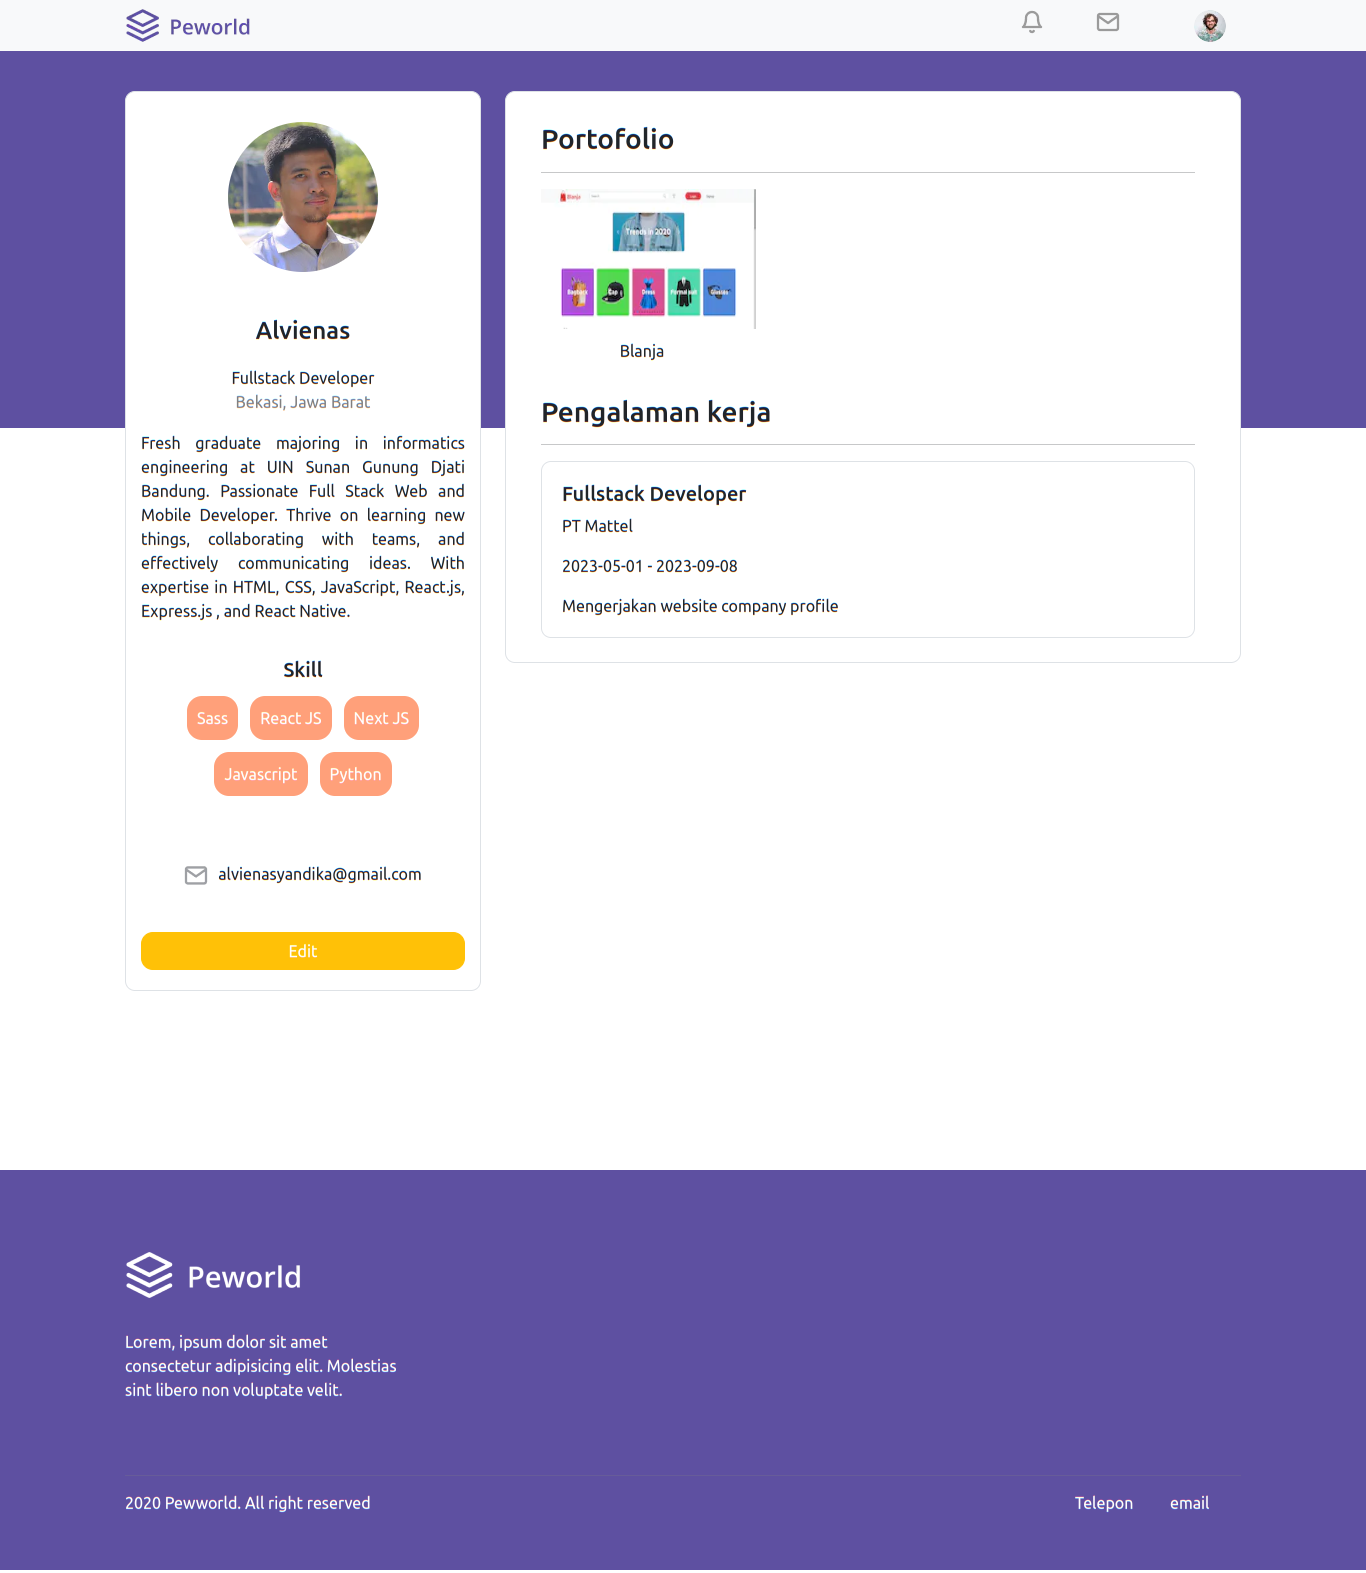 Peworld
Alvienas
Fullstack Developer
Bekasi, Jawa Barat
Fresh graduate majoring in informatics
engineering at UIN Sunan Gunung Djati
Bandung. Passionate Full Stack Web and
Mobile Developer. Thrive on learning new
things, collaborating with teams, and
effectively communicating ideas. With
expertise in HTML, CSS, JavaScript, React.js,
Express.js , and React Native.
Skill
Sass React JS Next JS
Javascript Python
alvienasyandika@gmail.com
Edit
Portofolio
Blanja
Trends in 2020
Cap Dress
Blanja
Pengalaman kerja
Fullstack Developer
PT Mattel
2023-05-01 - 2023-09-08
Mengerjakan website company profile
Peworld
Lorem, ipsum dolor sit amet
consectetur adipisicing elit. Molestias
sint libero non voluptate velit.
2020 Pewworld. All right reserved
Telepon email